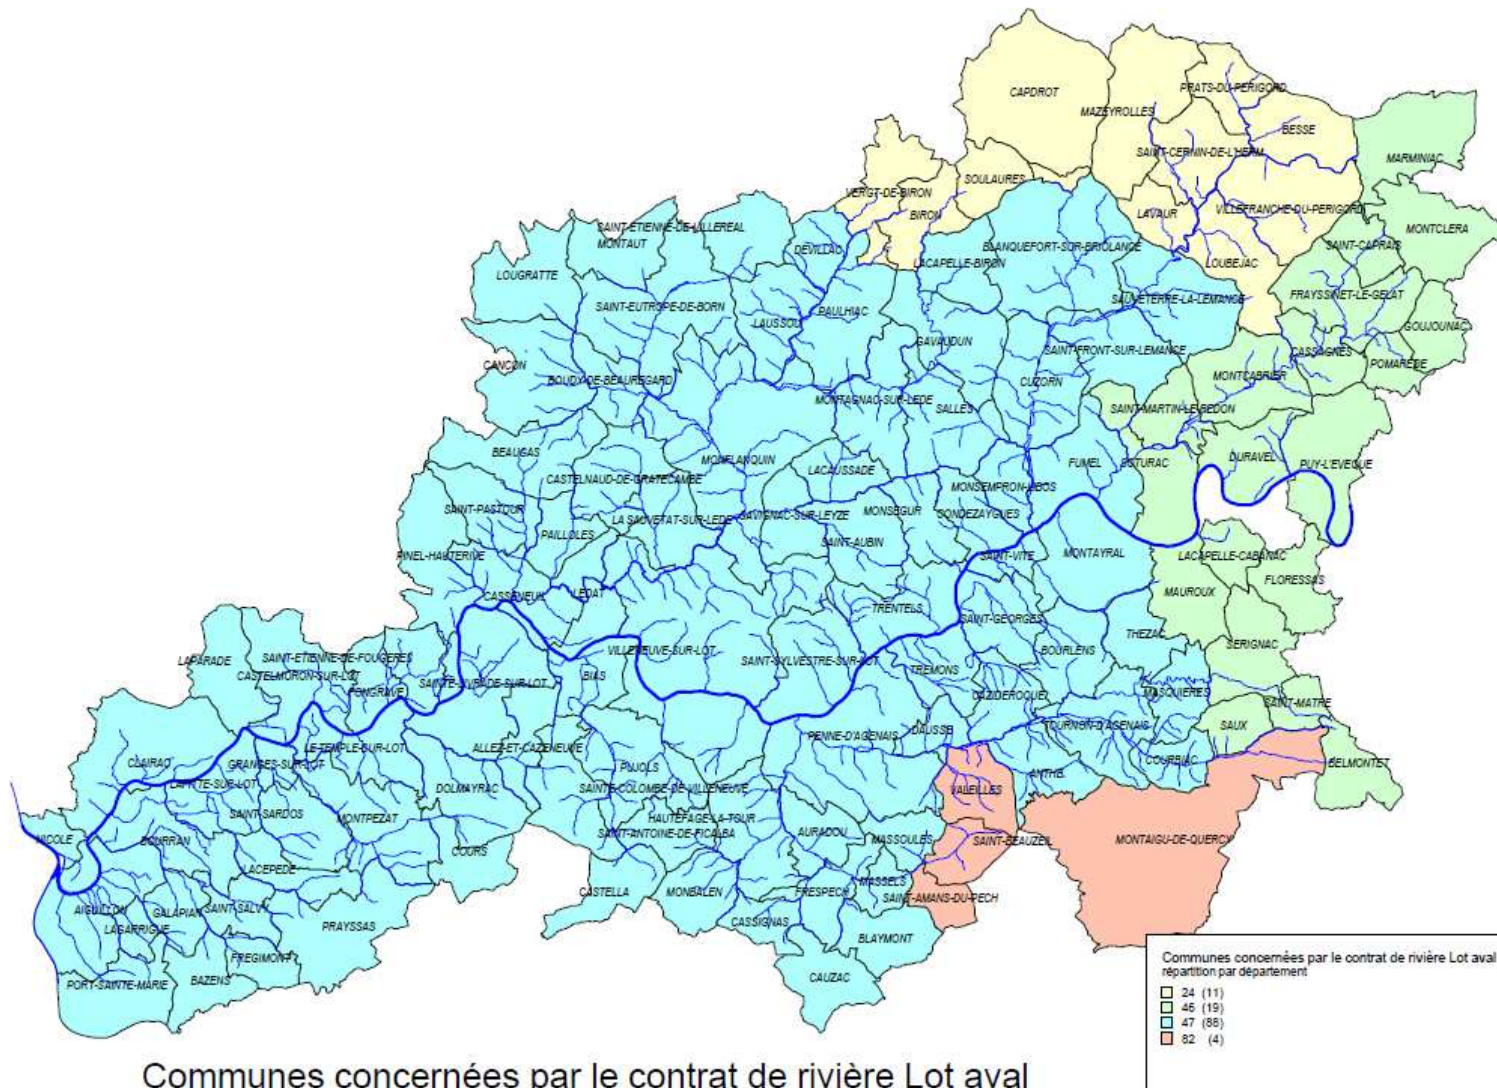 CAPDROT
MAZEYROLLES
PRATS-DU-PERIGORD
BESSE
SAINT-CERNIN-DE-L'HERM
MARMINIAC
SOULAURES
VERGT-DE-BIRON
BIRON
LAVAUR
VILLEFRANCHE-DU-PERIGORD
MONTCLERA
SAINT-CAPRAIS
SAINT-ETIENNE-DE-VILLEREAL
MONTAUT
DEVILLAC
BLANQUEFORT-SUR-BRIOLANCE
LACAPELLE-BIRON
LOUBEJAC
LOUGRATTE
SAINT-EUTROPE-DE-BORN
SAUVETERRE-LA-LEMANCE
FRAYSSINET-LE-GELAT
PAULHIAC
LAUSSOU
GOUJOUNAC
GAVAUDUN
SAINT-FRONT-SUR-LEMANCE
CASSAGNES
POMAREDE
CANCON
BOUDY-DE-BEAUREGARD
CUZORN
MONTCABRIER
MONTAGNAC-SUR-LEDE
SALLES
SAINT-MARTIN-LE-REDON
BEAUGAS
MONFLANQUIN
LACAUSSADE
FUMEL
SOTURAC
DURAVEL
PUY-L'EVEQUE
CASTELNAUD-DE-GRATECAMBE
MONSEMPRON-LIBOS
SAINT-PASTOUR
LA SAUVETAT-SUR-LEDE
SAVIGNAC-SUR-LEYZE
MONSEGUR
CONDEZAYGUES
PAILLOLES
SAINT-AUBIN
PINEL-HAUTERIVE
SAINT-VITE
MONTAYRAL
LACAPELLE-CABANAC
FLORESSAS
MAUROUX
CASSENEUIL
LEDAT
TRENTELS
SAINT-GEORGES
THEZAC
SERIGNAC
BOURLENS
LAPARADE
SAINT-ETIENNE-DE-FOUGERES
CASTELMORON-SUR-LOT
VILLENEUVE-SUR-LOT
SAINT-SYLVESTRE-SUR-LOT
TREMONS
BIAS
SAINTE-LIVRADE-SUR-LOT
FONGRAVE
CAZIDEROQUE
MASQUIERES
SAINT-MATRE
SAUX
TOURNON-D'AGENAIS
DAUSSE
PENNE-D'AGENAIS
LE-TEMPLE-SUR-LOT
ALLEZ-ET-CAZENEUVE
CLAIRAC
GRANGES-SUR-LOT
PUJOLS
COURBIAC
BELMONTET
ANTHE
LAFITTE-SUR-LOT
DOLMAYRAC
SAINTE-COLOMBE-DE-VILLENEUVE
VALEILLES
SAINT-SARDOS
MONTPEZAT
HAUTEFAGE-LA-TOUR
SAINT-ANTOINE-DE-FICALBA
AURADOU
MASSOULES
SAINT-BEAUZEIL
MONTAIGU-DE-QUERCY
NICOLE
BOURRAN
COURS
LACEPEDE
CASTELLA
MONBALEN
FRESPECH
MASSELS
SAINT-AMANS-DU-PECH
AIGUILLON
GALAPIAN
SAINT-SALVY
PRAYSSAS
LAGARRIGUE
CASSIGNAS
BLAYMONT
FREGIMONT
BAZENS
PORT-SAINTE-MARIE
CAUZAC
Communes concernées par le contrat de rivière Lot aval
répartition par département
24 (11)
46 (19)
47 (88)
82 (4)
Communes concernées par le contrat de rivière Lot aval